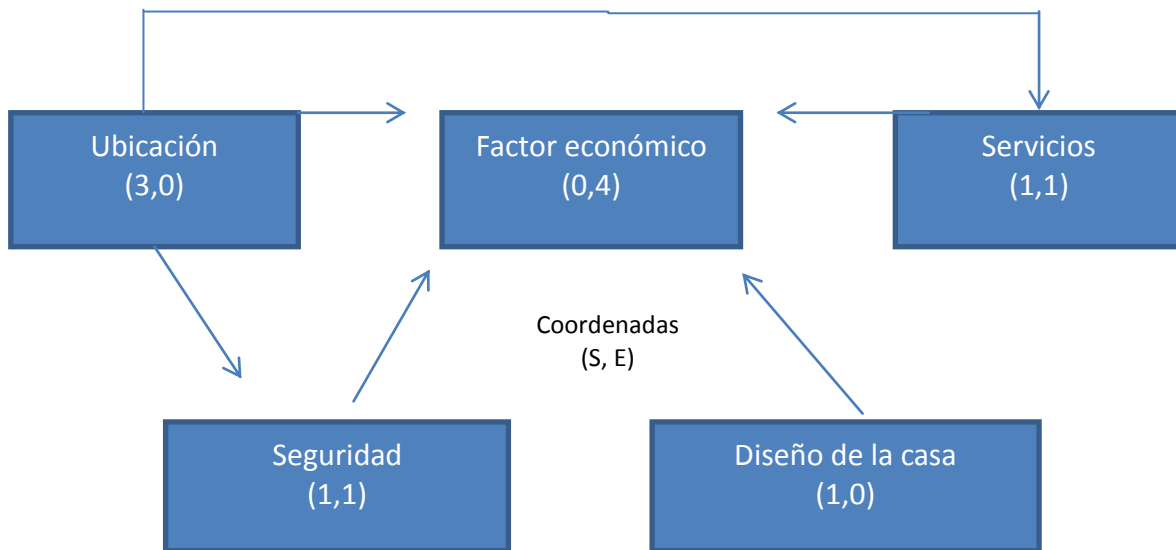 Ubicación
(3,0)
Factor económico
(0,4)
Servicios
(1,1)
Coordenadas
(S, E)
Seguridad
(1,1)
Diseño de la casa
(1,0)